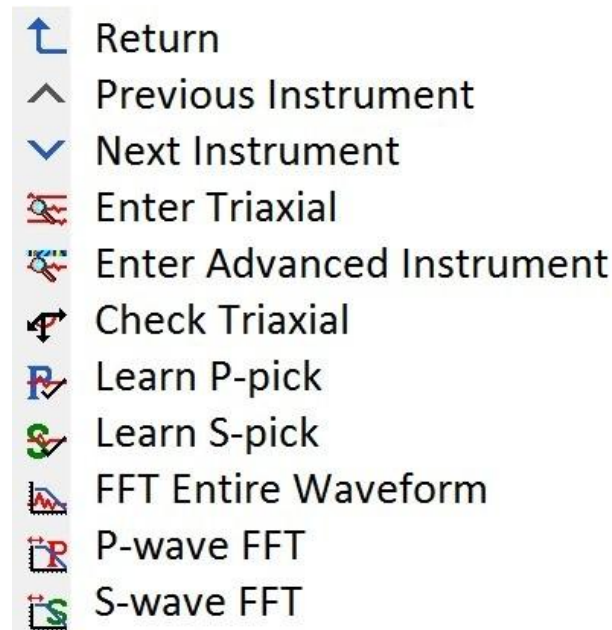 Return
Previous Instrument
Next Instrument
Enter Triaxial
Enter Advanced Instrument
Check Triaxial
P Learn P-pick
S Learn S-pick
FFT Entire Waveform
P P-wave FFT
S S-wave FFT